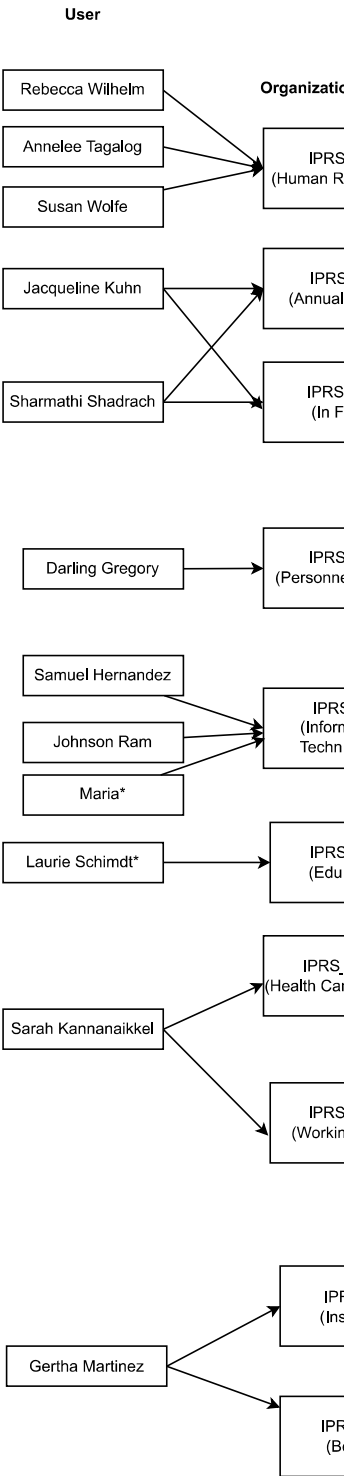 User
Rebecca Wilhelm
Organizatio
Annelee Tagalog
IPRS
(Human R
Susan Wolfe
Jacqueline Kuhn
IPRS
(Annual
Sharmathi Shadrach
IPRS
(In F
Darling Gregory
IPRS
(Personne
Samuel Hernandez
IPRS
(Inform
Techn
Johnson Ram
Maria*
Laurie Schimdt*
IPRS
(Edu
Sarah Kannanaikkel
IPRS_
(Health Car
IPRS
(Workin
Gertha Martinez
IPR
(Ins
IPR
(Be